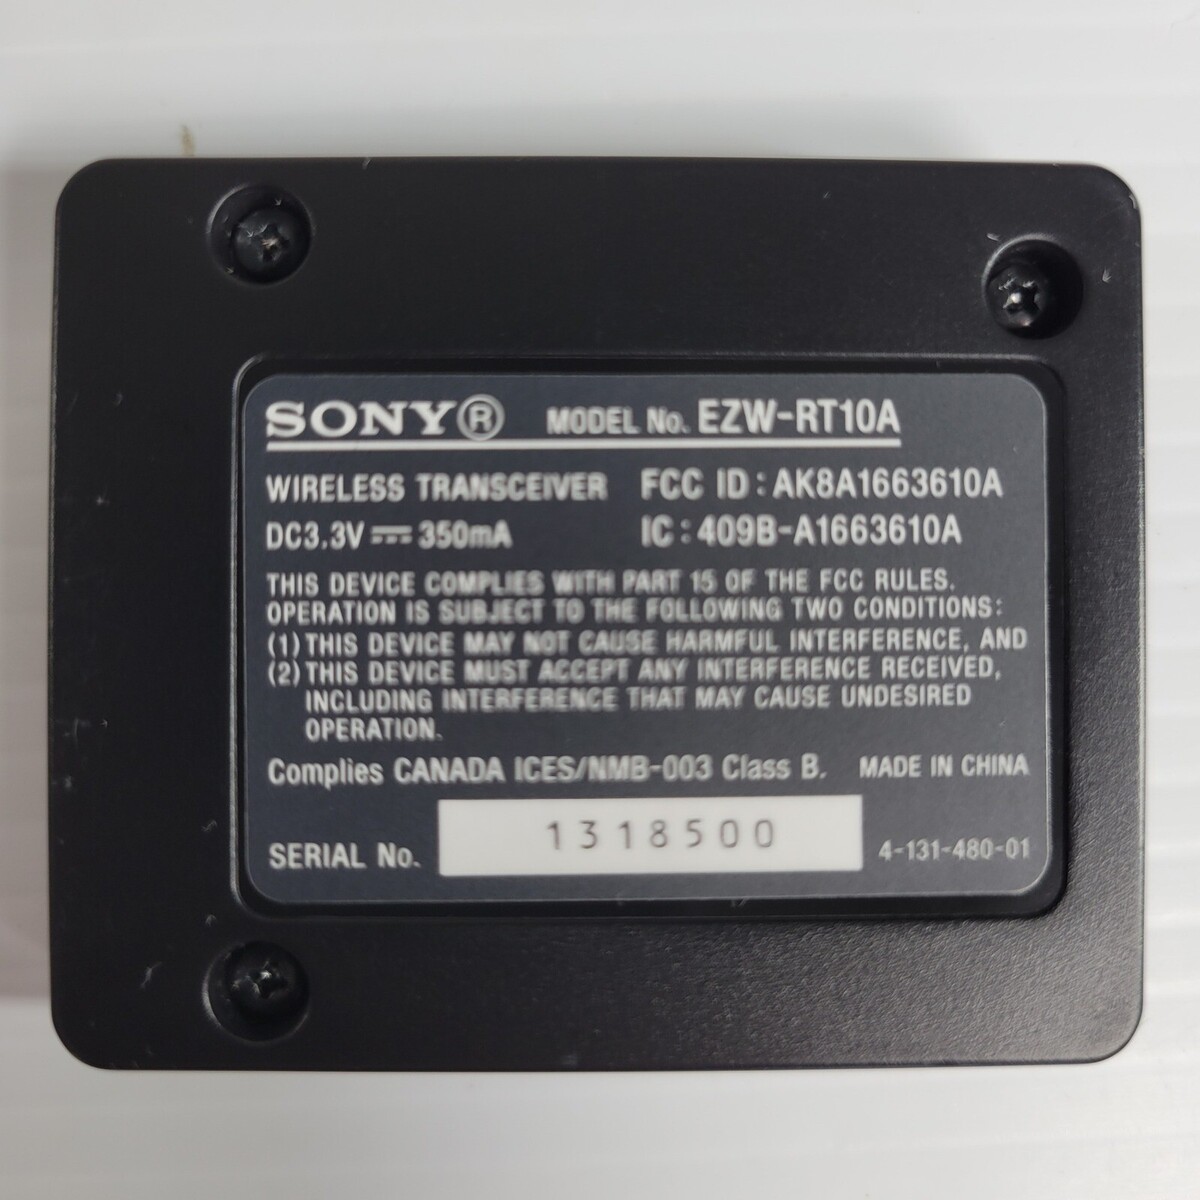 SONY® MODEL No. EZW-RT10A
WIRELESS TRANSCEIVER FCC ID : AK8A1663610A
DC3.3V ⎓ 350mA IC : 409B-A1663610A
THIS DEVICE COMPLIES WITH PART 15 OF THE FCC RULES.
OPERATION IS SUBJECT TO THE FOLLOWING TWO CONDITIONS:
(1) THIS DEVICE MAY NOT CAUSE HARMFUL INTERFERENCE, AND
(2) THIS DEVICE MUST ACCEPT ANY INTERFERENCE RECEIVED,
INCLUDING INTERFERENCE THAT MAY CAUSE UNDESIRED
OPERATION.
Complies CANADA ICES/NMB-003 Class B. MADE IN CHINA
SERIAL No. 1318500 4-131-480-01